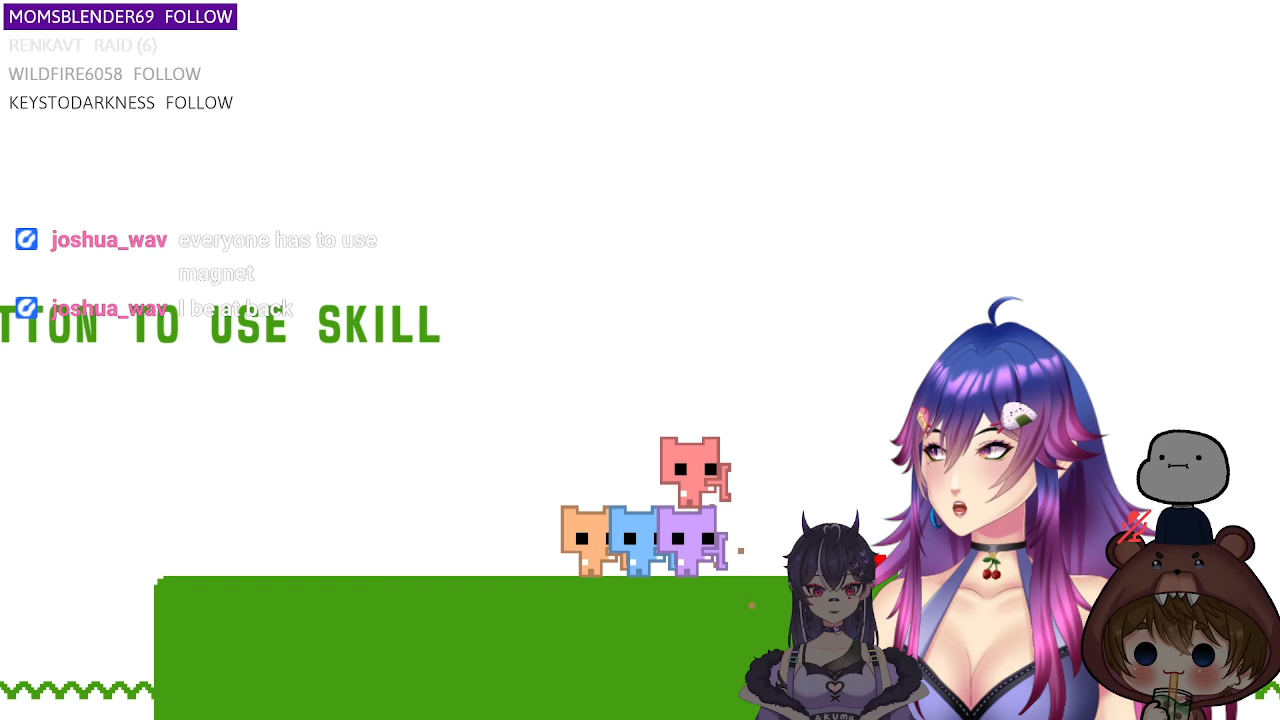 MOMSBLENDER69 FOLLOW
RENKAVT RAID (6)
WILDFIRE6058 FOLLOW
KEYSTODARKNESS FOLLOW
joshua_wav everyone has to use
magnet
joshua_wav I be at back
TTON TO USE SKILL
AKUMA